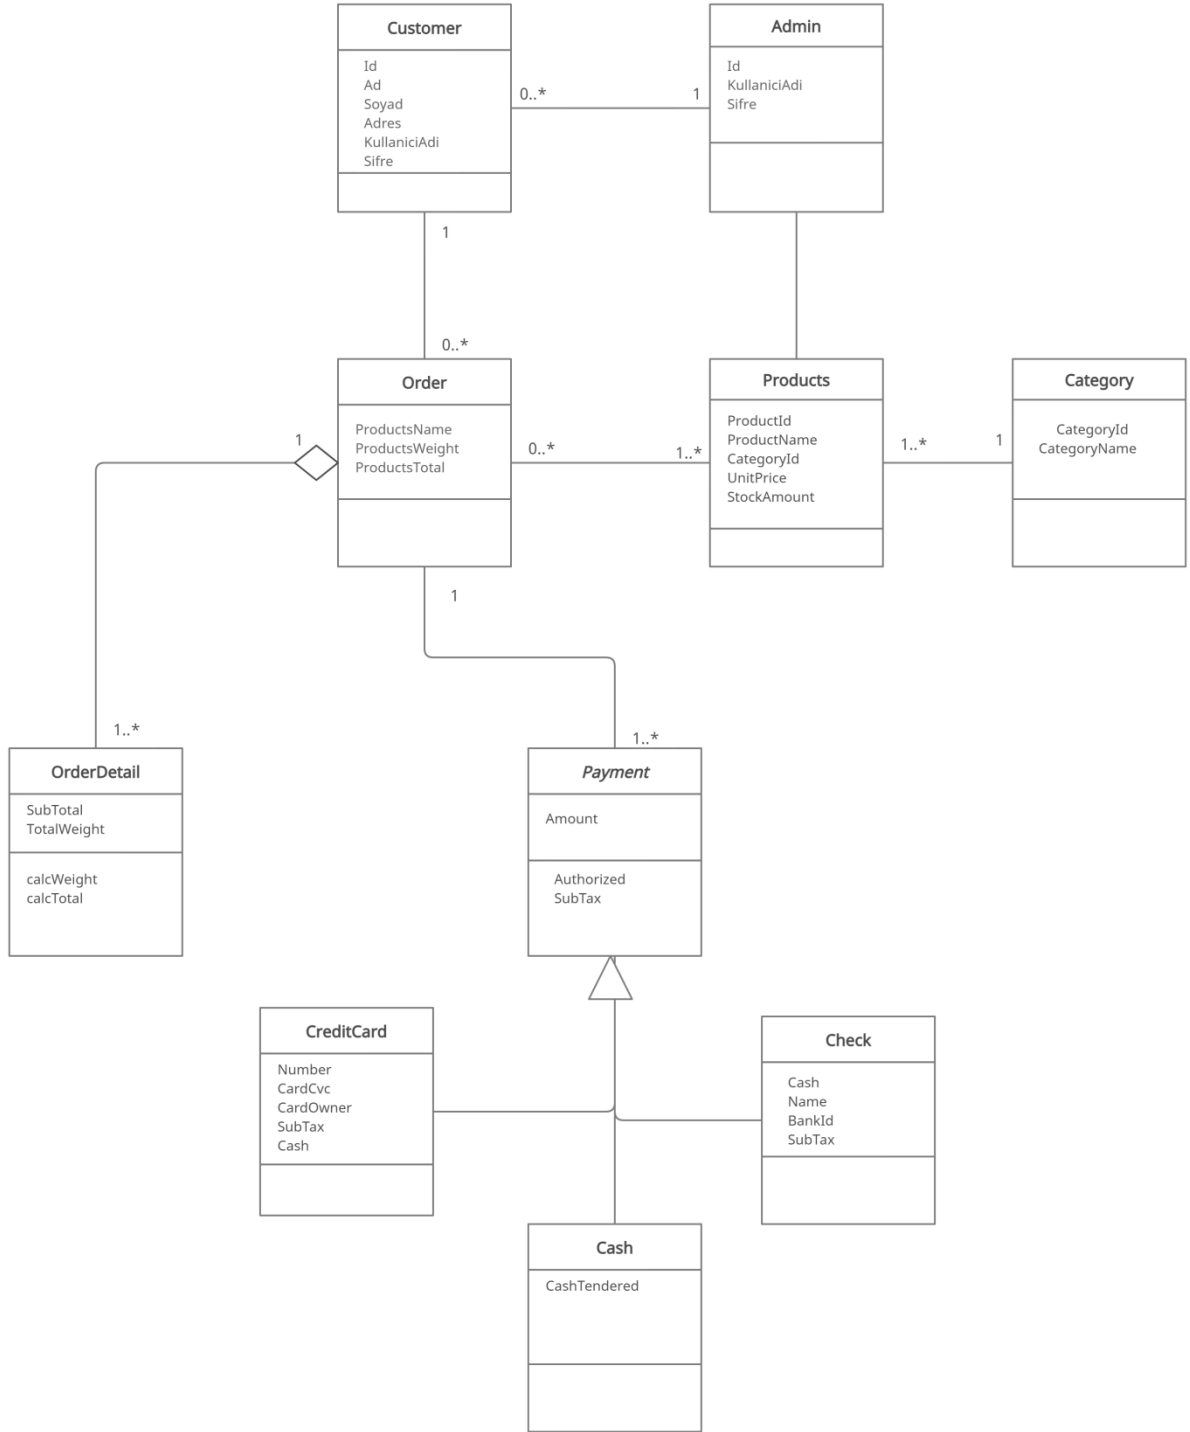 Customer
Id
Ad
Soyad
Adres
KullaniciAdi
Sifre
0..*
1
Admin
Id
KullaniciAdi
Sifre
1
0..*
Order
ProductsName
ProductsWeight
ProductsTotal
1
0..*
1..*
Products
ProductId
ProductName
CategoryId
UnitPrice
StockAmount
1..*
1
Category
CategoryId
CategoryName
1
1..*
1..*
OrderDetail
SubTotal
TotalWeight
calcWeight
calcTotal
Payment
Amount
Authorized
SubTax
CreditCard
Number
CardCvc
CardOwner
SubTax
Cash
Check
Cash
Name
BankId
SubTax
Cash
CashTendered